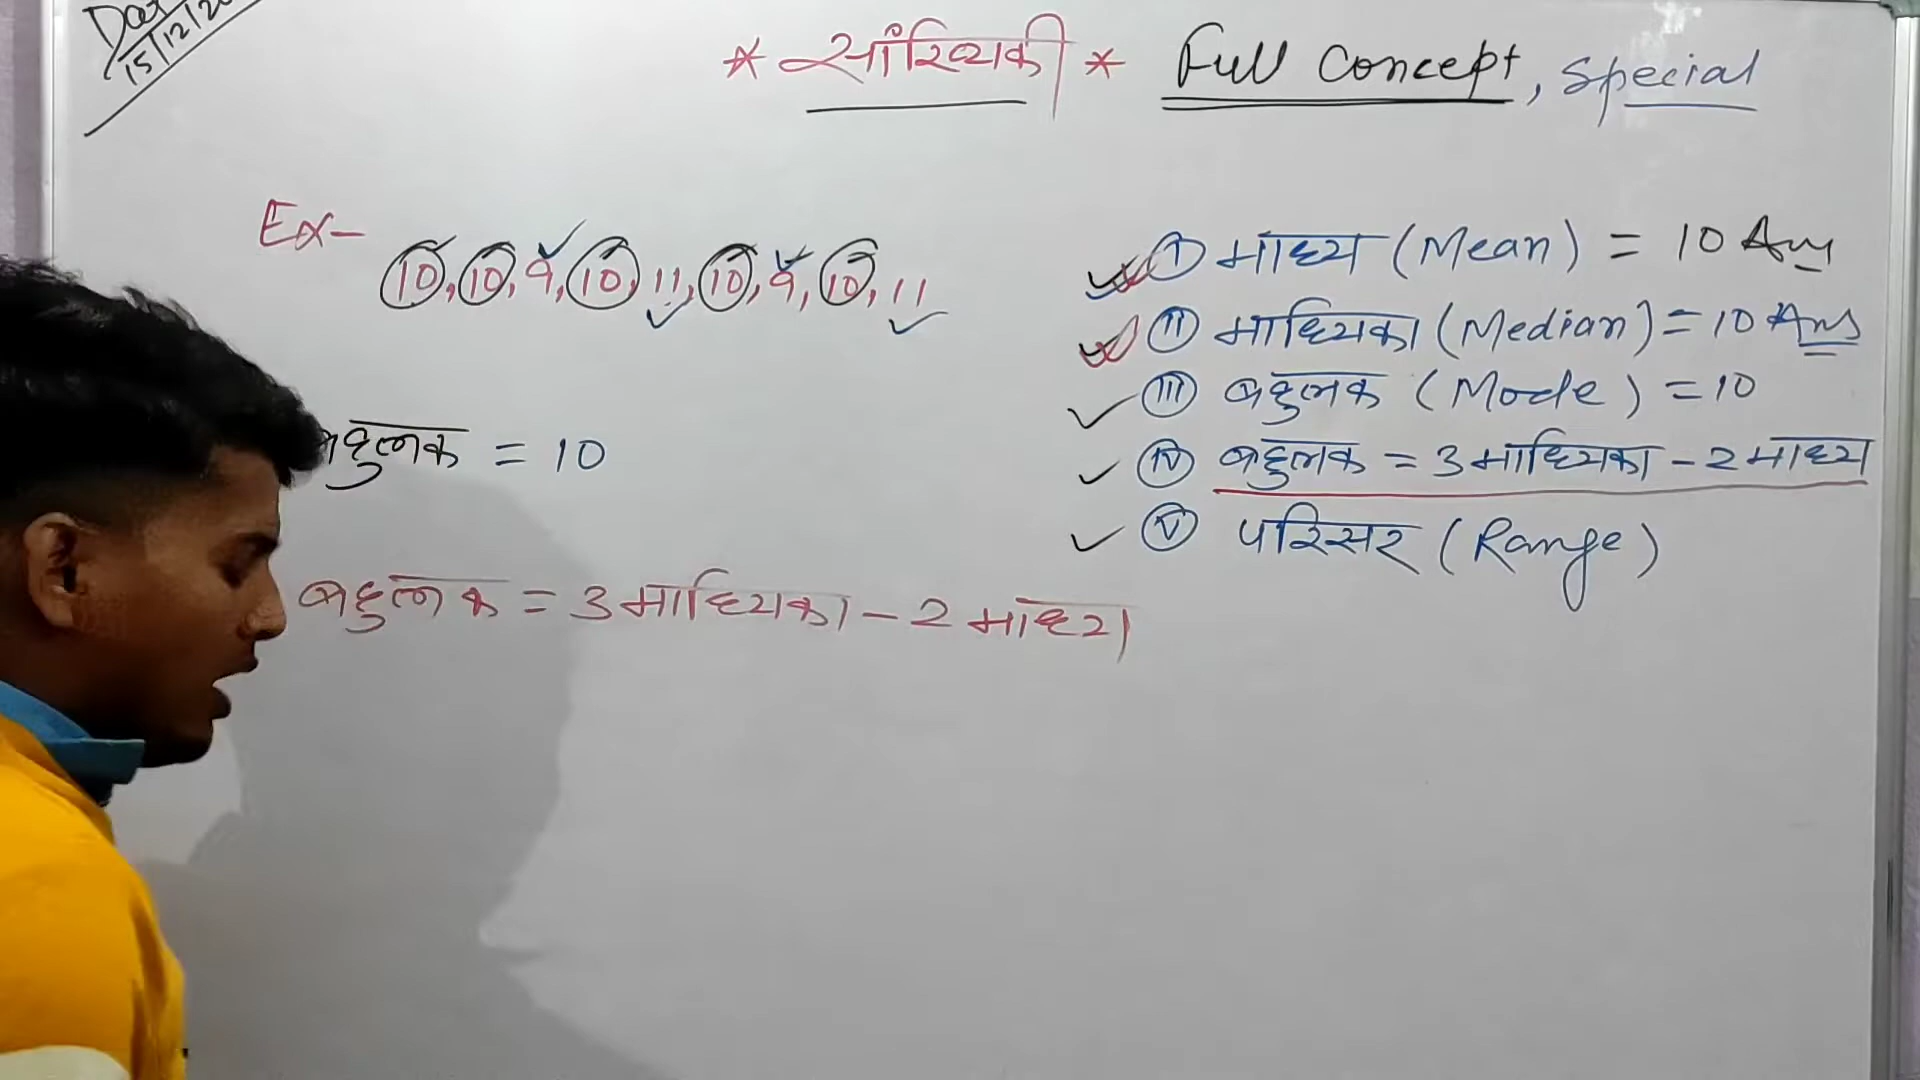 15/12/20
* सांख्यिकी * Full Concept, Special
Ex- 10, 10, 9, 10, 11, 10, 9, 10, 11
I माध्य (Mean) = 10 Ans
II माध्यिका (Median) = 10 Ans
III बहुलक (Mode) = 10
IV बहुलक = 3 माध्यिका - 2 माध्य
V परिसर (Range)
बहुलक = 10
बहुलक = 3 माध्यिका - 2 माध्य